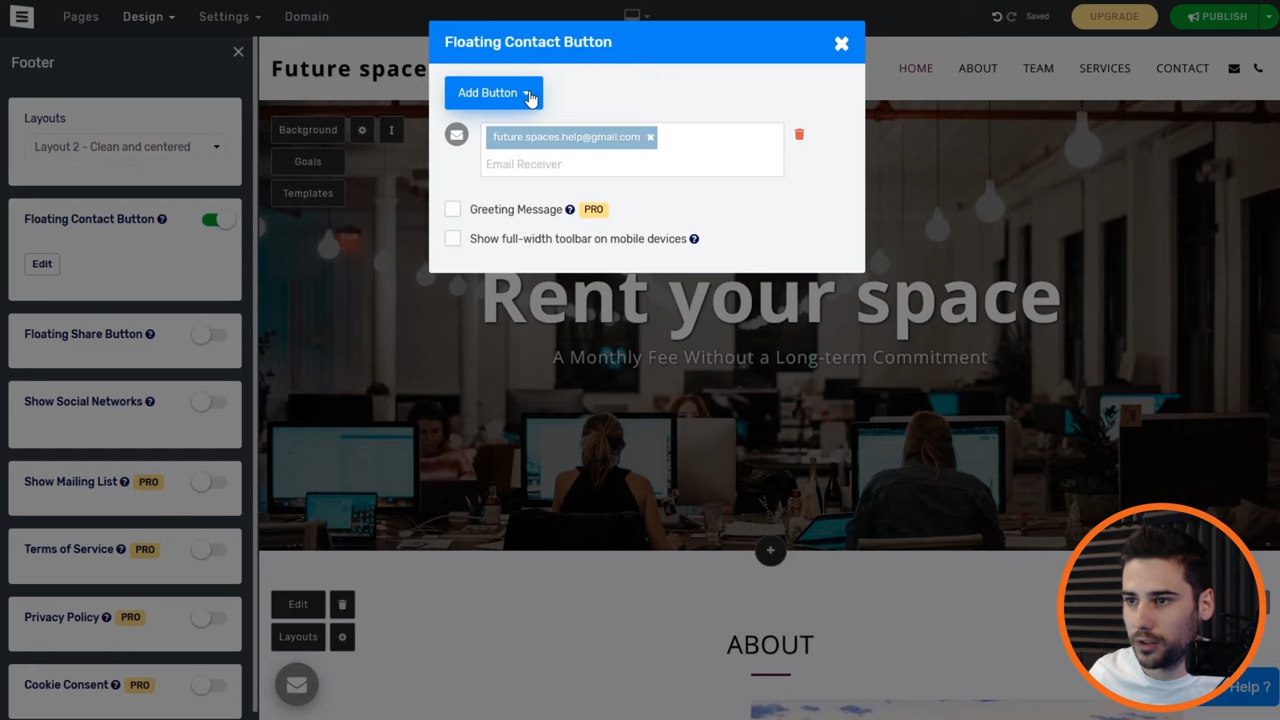 Pages
Design
Settings
Domain
Saved
UPGRADE
PUBLISH
Footer
Layouts
Layout 2 - Clean and centered
Floating Contact Button
Edit
Floating Share Button
Show Social Networks
Show Mailing List PRO
Terms of Service PRO
Privacy Policy PRO
Cookie Consent PRO
Floating Contact Button
Add Button
future.spaces.help@gmail.com
Email Receiver
Greeting Message PRO
Show full-width toolbar on mobile devices
Future space
HOME
ABOUT
TEAM
SERVICES
CONTACT
Background
Goals
Templates
Rent your space
A Monthly Fee Without a Long-term Commitment
Edit
Layouts
ABOUT
Help ?